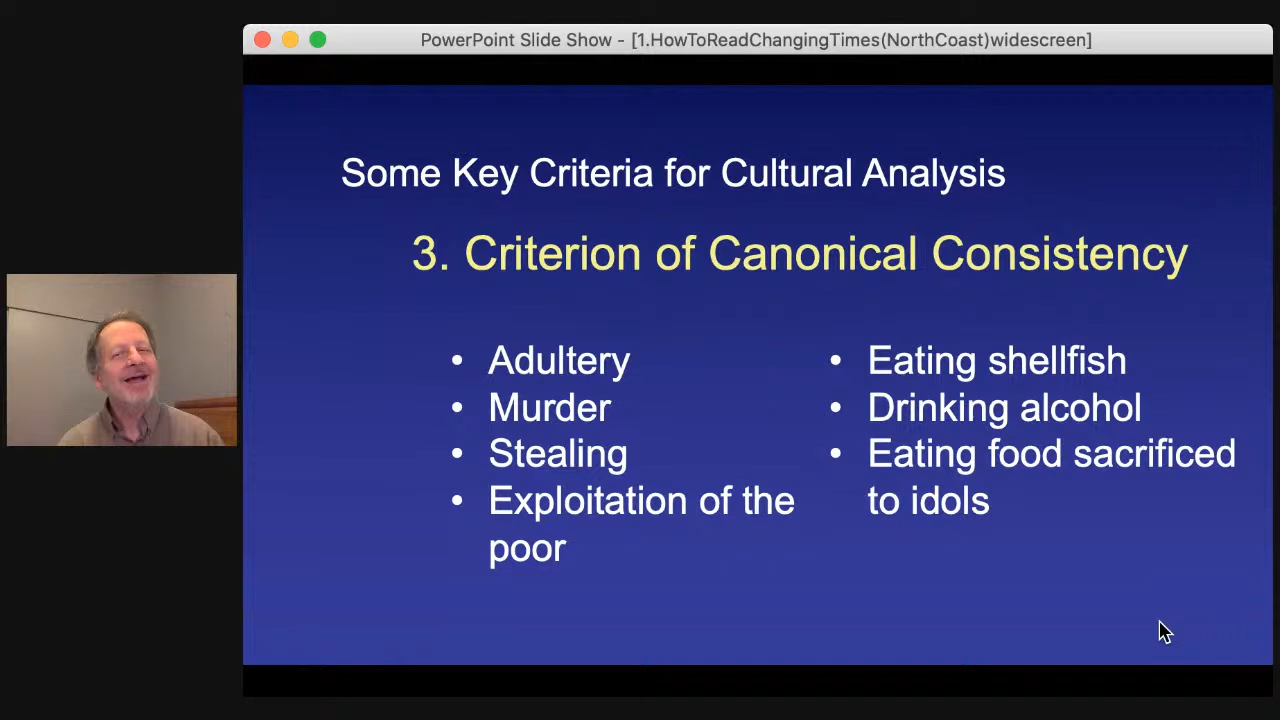 PowerPoint Slide Show - [1.HowToReadChangingTimes(NorthCoast)widescreen]
Some Key Criteria for Cultural Analysis
3. Criterion of Canonical Consistency
• Adultery
• Murder
• Stealing
• Exploitation of the
poor
• Eating shellfish
• Drinking alcohol
• Eating food sacrificed
to idols